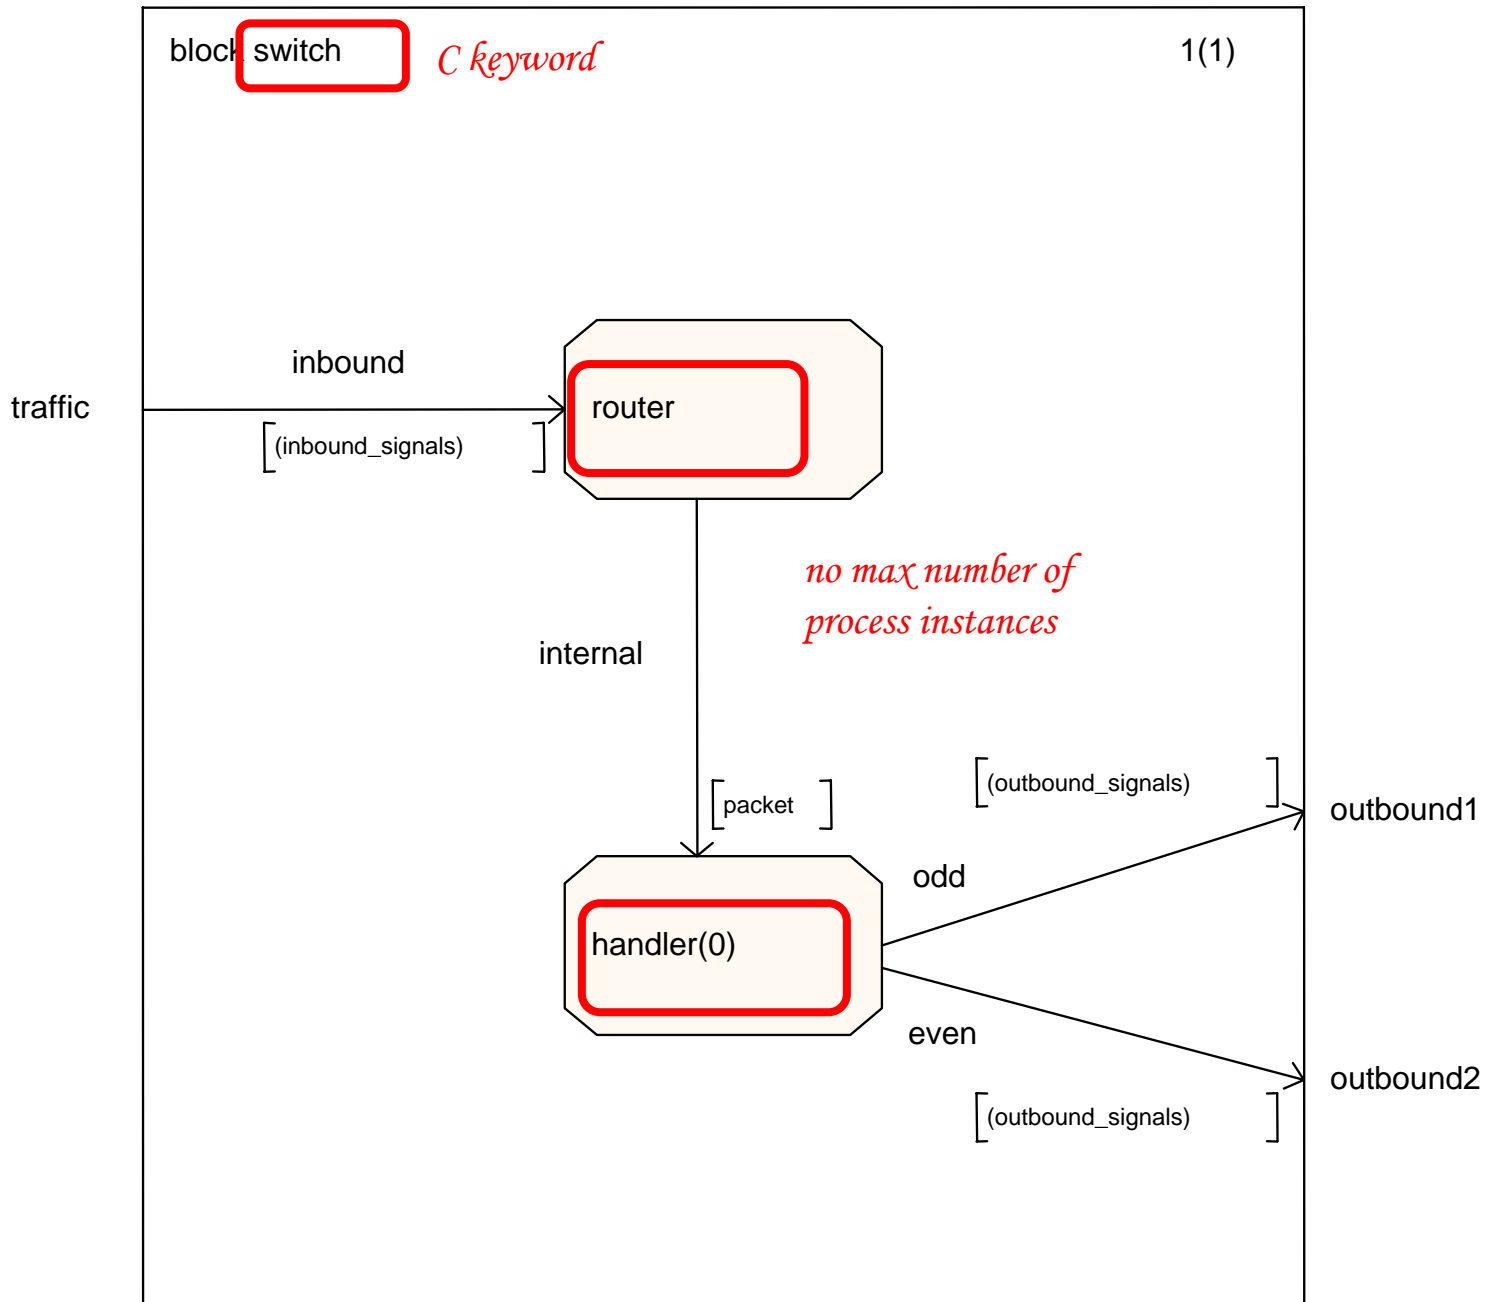 block switch
C keyword
1(1)
inbound
traffic
router
(inbound_signals)
no max number of
process instances
internal
packet
(outbound_signals)
outbound1
odd
handler(0)
even
outbound2
(outbound_signals)